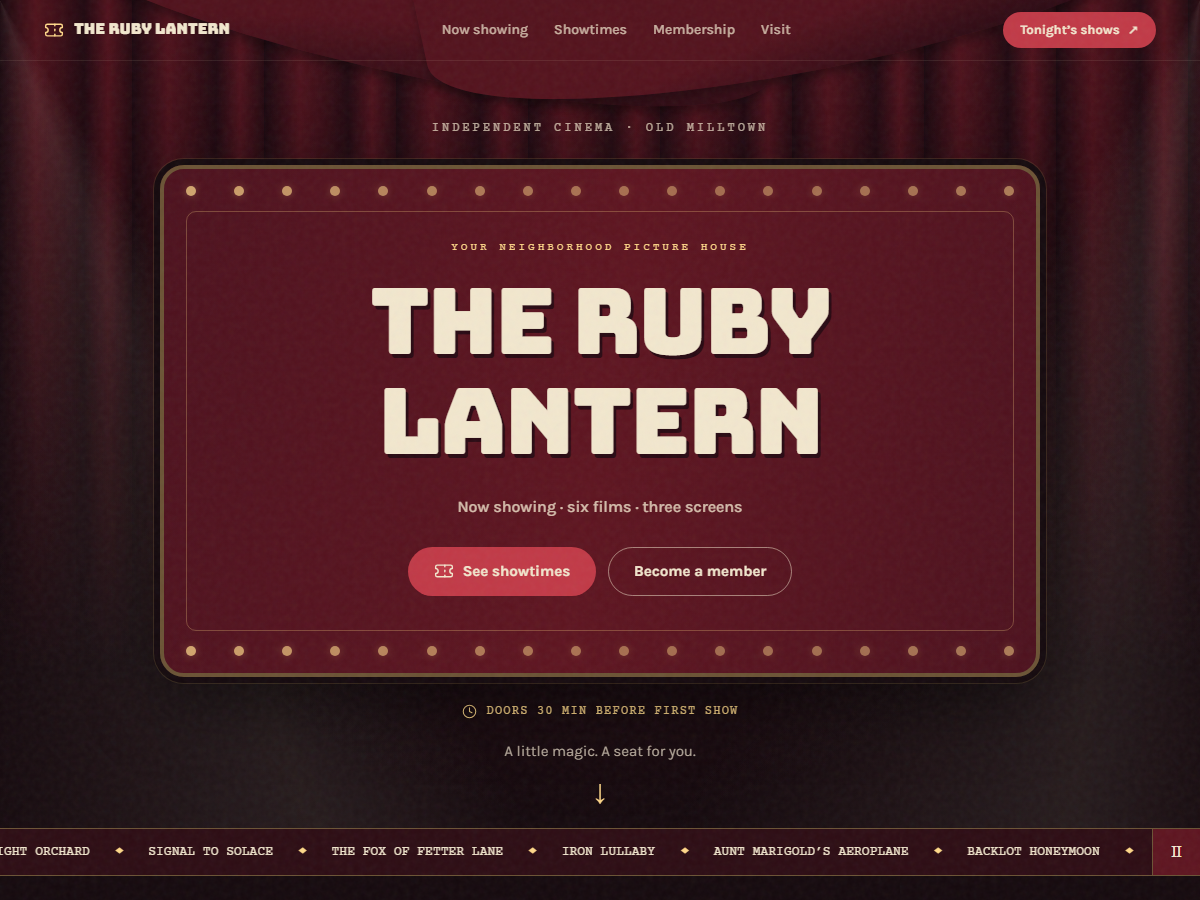 THE RUBY LANTERN
Now showing Showtimes Membership Visit
Tonight's shows ↗
INDEPENDENT CINEMA · OLD MILLTOWN
YOUR NEIGHBORHOOD PICTURE HOUSE
THE RUBY
LANTERN
Now showing · six films · three screens
See showtimes
Become a member
DOORS 30 MIN BEFORE FIRST SHOW
A little magic. A seat for you.
↓
ORCHARD ◆ SIGNAL TO SOLACE ◆ THE FOX OF FETTER LANE ◆ IRON LULLABY ◆ AUNT MARIGOLD’S AEROPLANE ◆ BACKLOT HONEYMOON ◆